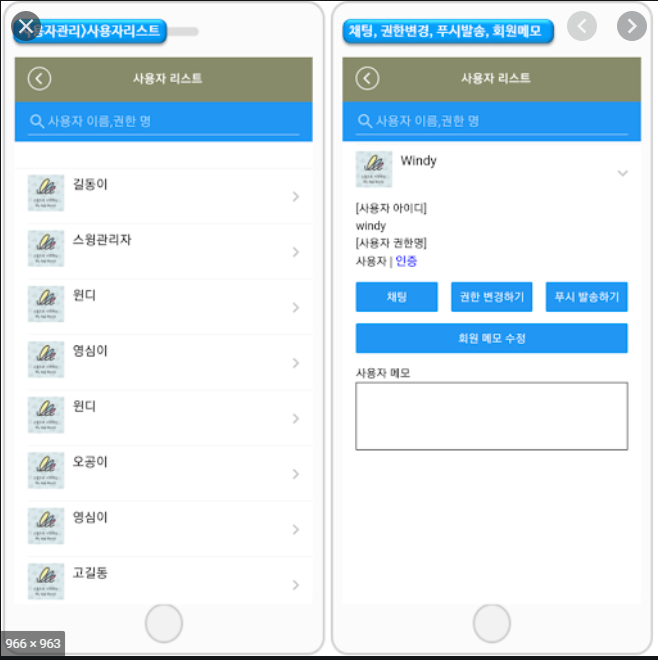 용자관리>사용자리스트
사용자 리스트
사용자 이름,권한 명
길동이
스윙관리자
윈디
영심이
윈디
오공이
영심이
고길동
채팅, 권한변경, 푸시발송, 회원메모
사용자 리스트
사용자 이름,권한 명
Windy
[사용자 아이디]
windy
[사용자 권한명]
사용자 | 인증
채팅
권한 변경하기
푸시 발송하기
회원 메모 수정
사용자 메모
966 × 963